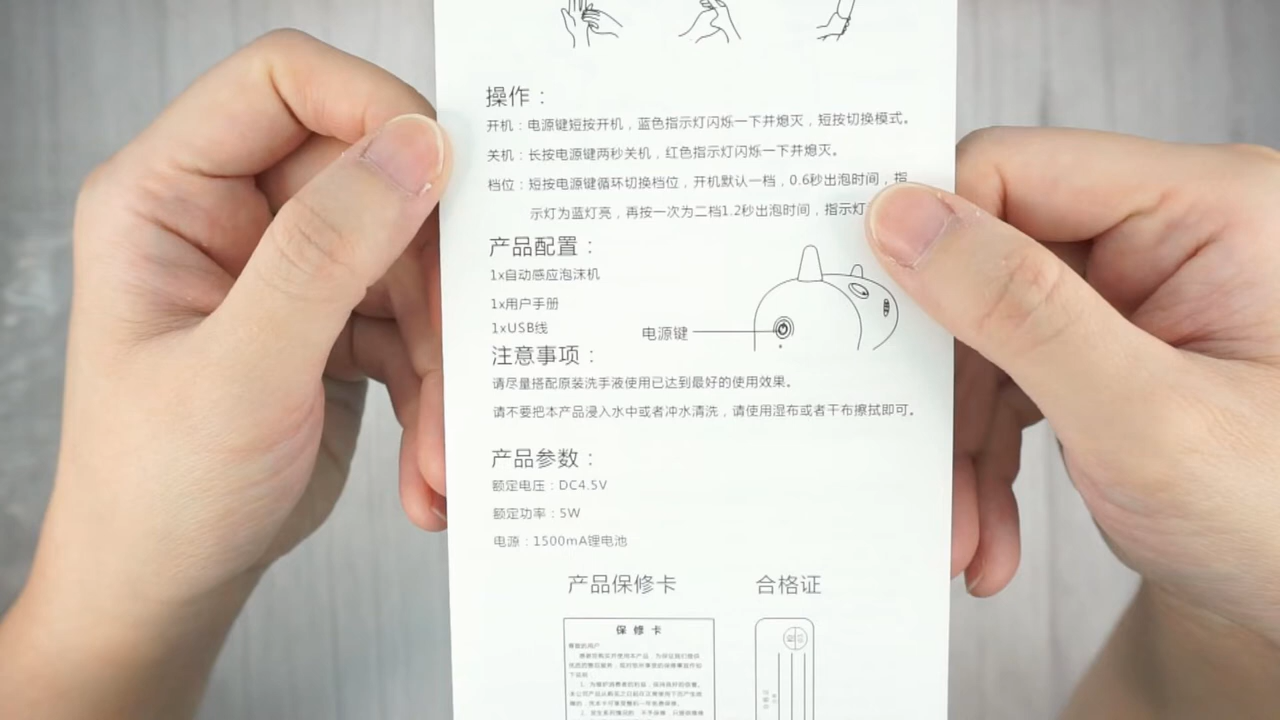 操作：
开机：电源键短按开机，蓝色指示灯闪烁一下并熄灭，短按切换模式。
关机：长按电源键两秒关机，红色指示灯闪烁一下并熄灭。
档位：短按电源键循环切换档位，开机默认一档，0.6秒出泡时间，指
示灯为蓝灯亮，再按一次为二档1.2秒出泡时间，指示灯
产品配置：
1x自动感应泡沫机
1x用户手册
1xUSB线
电源键
注意事项：
请尽量搭配原装洗手液使用已达到最好的使用效果。
请不要把本产品浸入水中或者冲水清洗，请使用湿布或者干布擦拭即可。
产品参数：
额定电压：DC4.5V
额定功率：5W
电源：1500mA锂电池
产品保修卡
合格证
保修卡